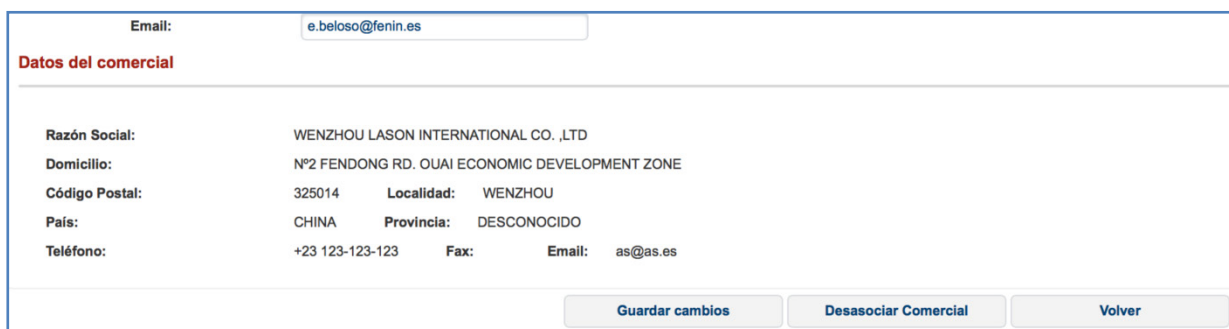 Email: e.beloso@fenin.es
Datos del comercial
Razón Social: WENZHOU LASON INTERNATIONAL CO. ,LTD
Domicilio: Nº2 FENDONG RD. OUAI ECONOMIC DEVELOPMENT ZONE
Código Postal: 325014 Localidad: WENZHOU
País: CHINA Provincia: DESCONOCIDO
Teléfono: +23 123-123-123 Fax: Email: as@as.es
Guardar cambios Desasociar Comercial Volver